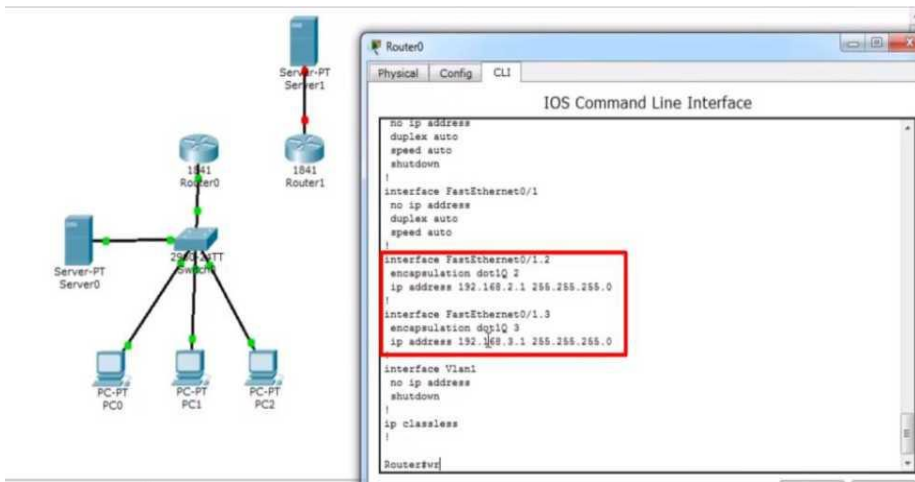 Server-PT
Server1
1841
Router0
1841
Router1
Server-PT
Server0
2950-24TT
PC-PT
PC0
PC-PT
PC1
PC-PT
PC2
Router0
Physical
Config
CLI
IOS Command Line Interface
no ip address
duplex auto
speed auto
shutdown
!
interface FastEthernet0/1
no ip address
duplex auto
speed auto
!
interface FastEthernet0/1.2
encapsulation dot1Q 2
ip address 192.168.2.1 255.255.255.0
!
interface FastEthernet0/1.3
encapsulation dot1Q 3
ip address 192.168.3.1 255.255.255.0
!
interface Vlan1
no ip address
shutdown
!
ip classless
!
Router#wr